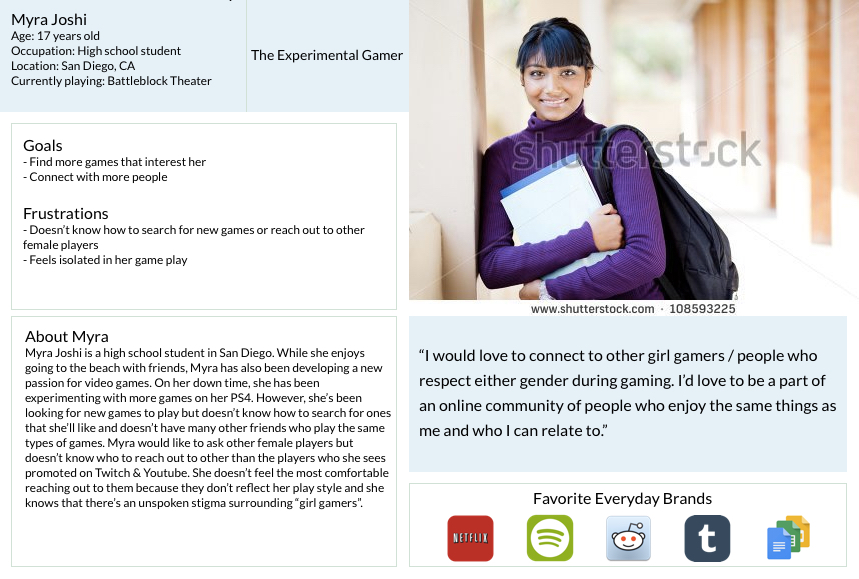 Myra Joshi
Age: 17 years old
Occupation: High school student
Location: San Diego, CA
Currently playing: Battleblock Theater
The Experimental Gamer
Goals
- Find more games that interest her
- Connect with more people
Frustrations
- Doesn’t know how to search for new games or reach out to other
female players
- Feels isolated in her game play
shutterstock
www.shutterstock.com · 108593225
About Myra
Myra Joshi is a high school student in San Diego. While she enjoys
going to the beach with friends, Myra has also been developing a new
passion for video games. On her down time, she has been
experimenting with more games on her PS4. However, she’s been
looking for new games to play but doesn’t know how to search for ones
that she’ll like and doesn’t have many other friends who play the same
types of games. Myra would like to ask other female players but
doesn’t know who to reach out to other than the players who she sees
promoted on Twitch & Youtube. She doesn’t feel the most comfortable
reaching out to them because they don’t reflect her play style and she
knows that there’s an unspoken stigma surrounding “girl gamers”.
“I would love to connect to other girl gamers / people who
respect either gender during gaming. I’d love to be a part of
an online community of people who enjoy the same things as
me and who I can relate to.”
Favorite Everyday Brands
NETFLIX
t